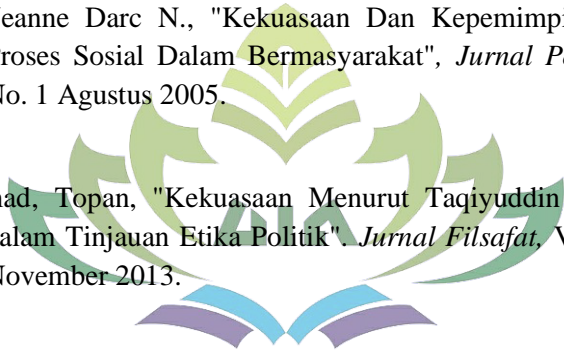 eanne Darc N., "Kekuasaan Dan Kepemimpi
roses Sosial Dalam Bermasyarakat", Jurnal P
No. 1 Agustus 2005.
ad, Topan, "Kekuasaan Menurut Taqiyuddin
alam Tinjauan Etika Politik". Jurnal Filsafat, V
November 2013.